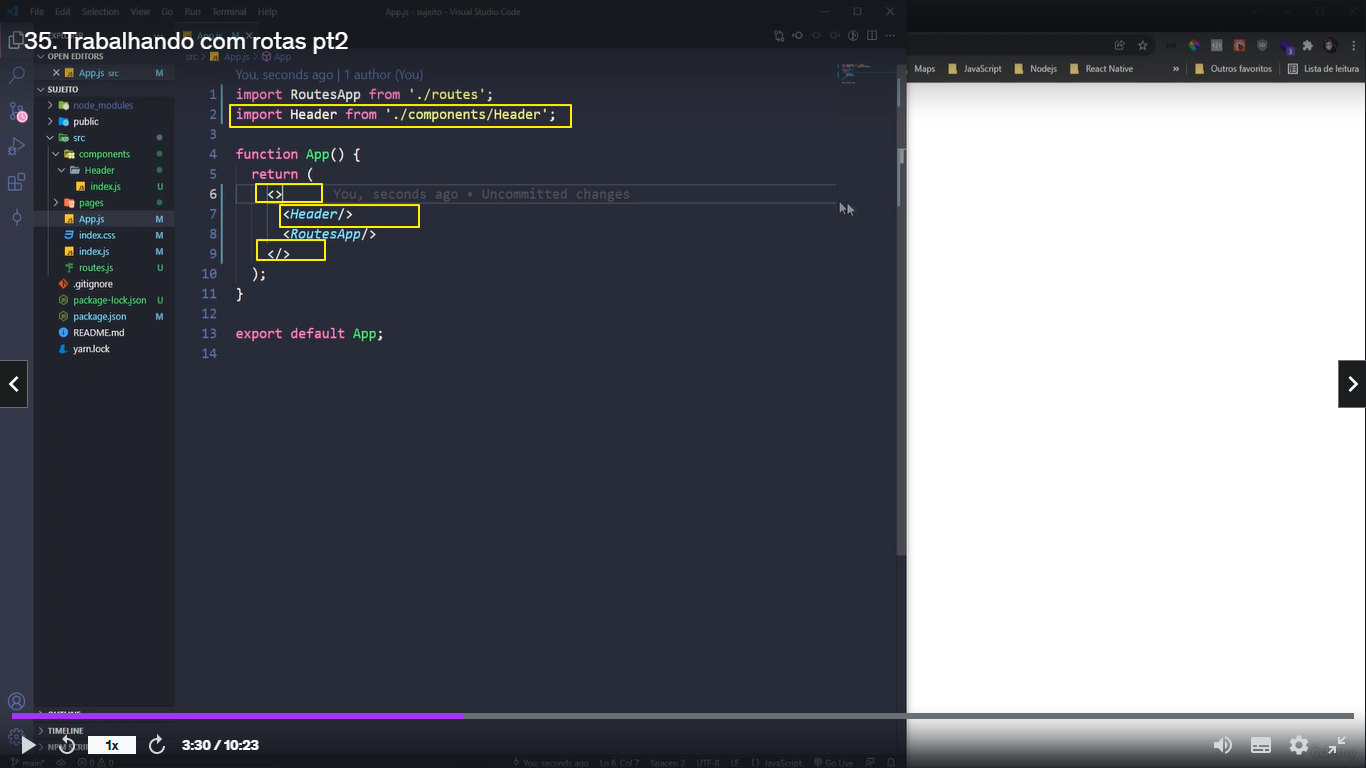 File Edit Selection View Go Run Terminal Help
App.js - sujeito - Visual Studio Code
35. Trabalhando com rotas pt2
OPEN EDITORS
App.js src M
SUJEITO
node_modules
public
src
components
Header
index.js U
pages
App.js M
index.css M
index.js M
routes.js U
.gitignore
package-lock.json U
package.json M
README.md
yarn.lock
TIMELINE
src > App.js > App
You, seconds ago | 1 author (You)
1 import RoutesApp from './routes';
2 import Header from './components/Header';
3
4 function App() {
5 return (
6 <> You, seconds ago • Uncommitted changes
7 <Header/>
8 <RoutesApp/>
9 </>
10 );
11 }
12
13 export default App;
14
Maps JavaScript Nodejs React Native » Outros favoritos Lista de leitura
1x 3:30 / 10:23
main* 0 0 You, seconds ago Ln 6, Col 7 Spaces: 2 UTF-8 LF JavaScript Go Live